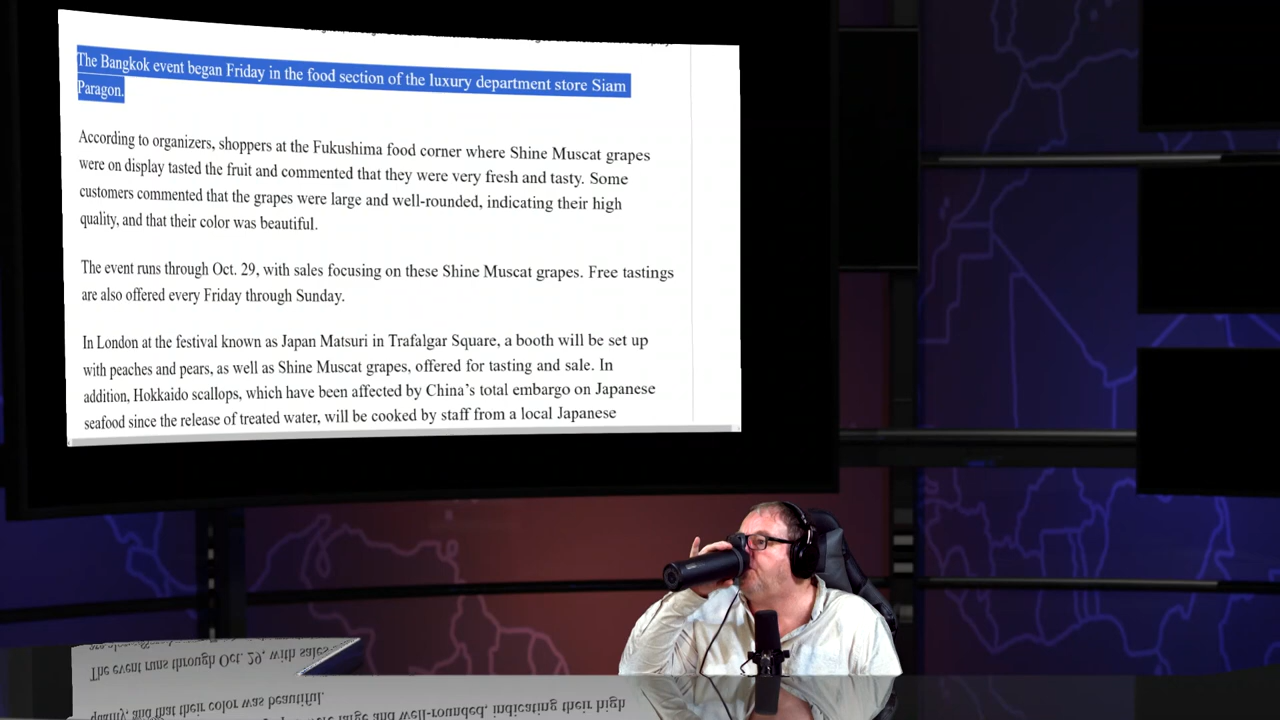 The Bangkok event began Friday in the food section of the luxury department store Siam
Paragon.
According to organizers, shoppers at the Fukushima food corner where Shine Muscat grapes
were on display tasted the fruit and commented that they were very fresh and tasty. Some
customers commented that the grapes were large and well-rounded, indicating their high
quality, and that their color was beautiful.
The event runs through Oct. 29, with sales focusing on these Shine Muscat grapes. Free tastings
are also offered every Friday through Sunday.
In London at the festival known as Japan Matsuri in Trafalgar Square, a booth will be set up
with peaches and pears, as well as Shine Muscat grapes, offered for tasting and sale. In
addition, Hokkaido scallops, which have been affected by China's total embargo on Japanese
seafood since the release of treated water, will be cooked by staff from a local Japanese